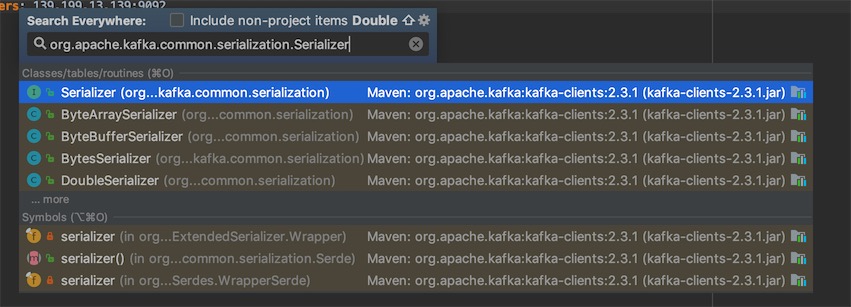 ers: 139.199.13.139:9092
Search Everywhere: Include non-project items Double
org.apache.kafka.common.serialization.Serializer
Classes/tables/routines (⌘O)
Serializer (org...kafka.common.serialization) Maven: org.apache.kafka:kafka-clients:2.3.1 (kafka-clients-2.3.1.jar)
ByteArraySerializer (org...common.serialization) Maven: org.apache.kafka:kafka-clients:2.3.1 (kafka-clients-2.3.1.jar)
ByteBufferSerializer (org...common.serialization) Maven: org.apache.kafka:kafka-clients:2.3.1 (kafka-clients-2.3.1.jar)
BytesSerializer (org...kafka.common.serialization) Maven: org.apache.kafka:kafka-clients:2.3.1 (kafka-clients-2.3.1.jar)
DoubleSerializer (org...common.serialization) Maven: org.apache.kafka:kafka-clients:2.3.1 (kafka-clients-2.3.1.jar)
... more
Symbols (⌥⌘O)
serializer (in org...ExtendedSerializer.Wrapper) Maven: org.apache.kafka:kafka-clients:2.3.1 (kafka-clients-2.3.1.jar)
serializer() (in org...common.serialization.Serde) Maven: org.apache.kafka:kafka-clients:2.3.1 (kafka-clients-2.3.1.jar)
serializer (in org...Serdes.WrapperSerde) Maven: org.apache.kafka:kafka-clients:2.3.1 (kafka-clients-2.3.1.jar)